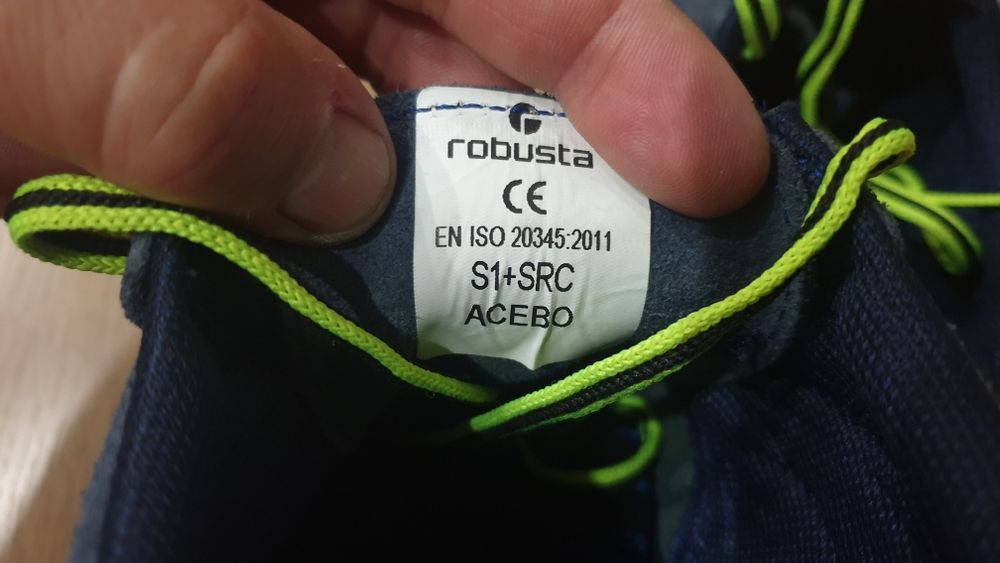 robusta
CE
EN ISO 20345:2011
S1+SRC
ACEBO